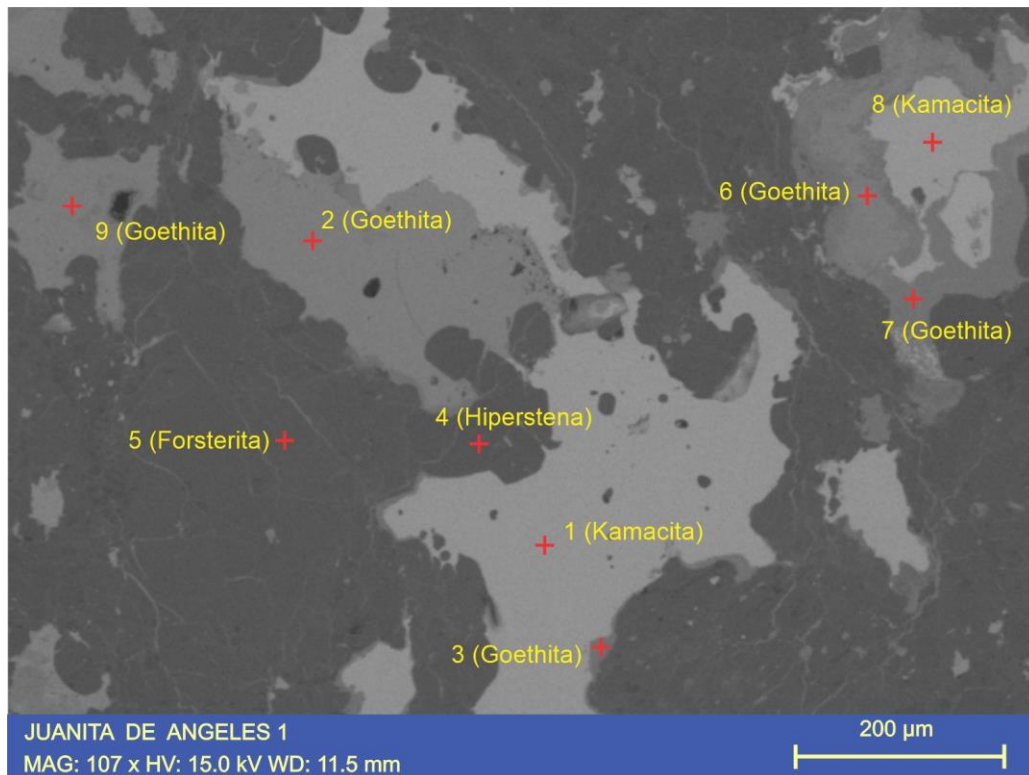 8 (Kamacita)
6 (Goethita)
2 (Goethita)
9 (Goethita)
7 (Goethita)
4 (Hiperstena)
5 (Forsterita)
1 (Kamacita)
3 (Goethita)
JUANITA DE ANGELES 1
200 µm
MAG: 107 x HV: 15.0 kV WD: 11.5 mm